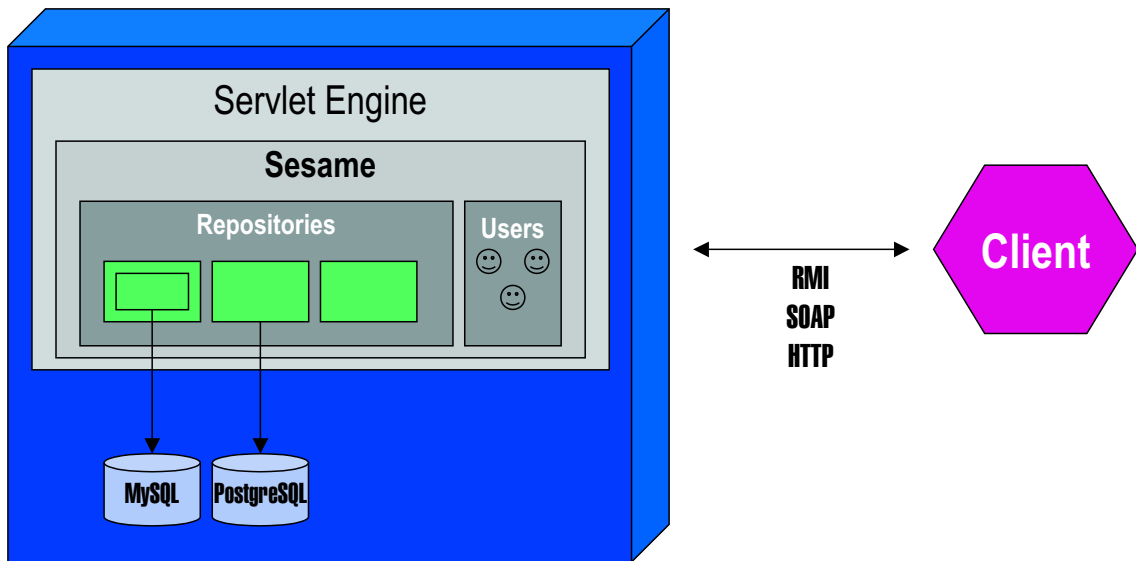 Servlet Engine
Sesame
Repositories
Users
Client
RMI
SOAP
HTTP
MySQL
PostgreSQL